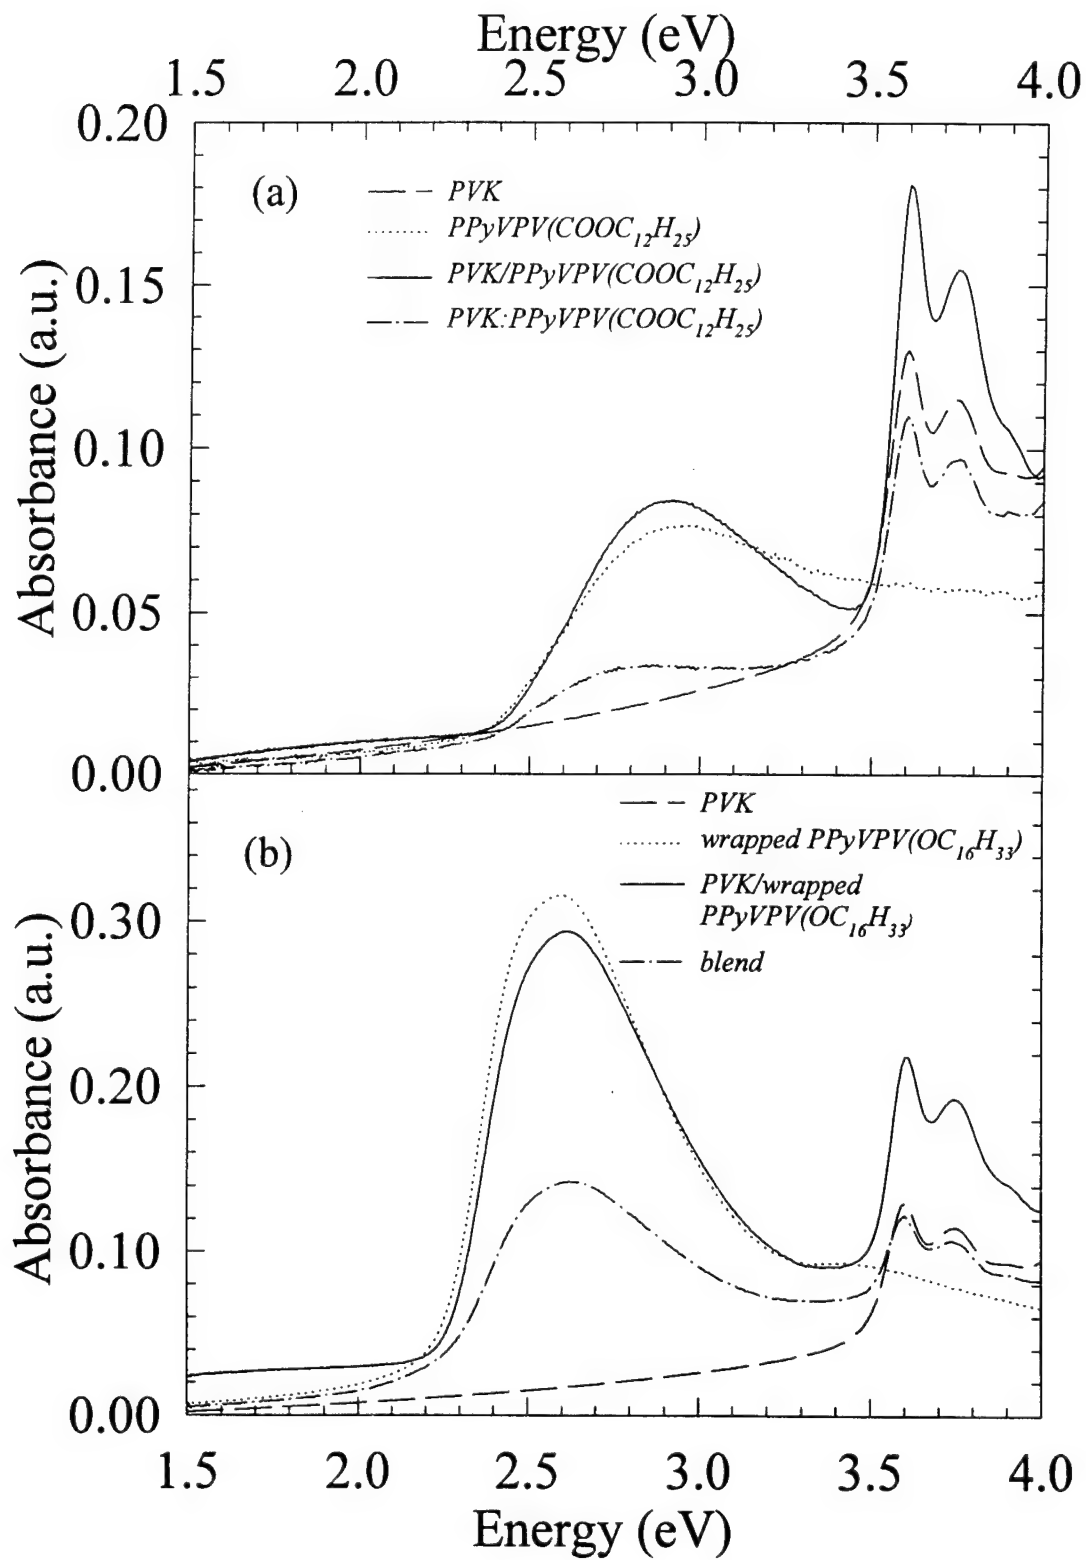 Energy (eV)
1.5 2.0 2.5 3.0 3.5 4.0
0.20
(a)
PVK
PPyVPV(COOC12H25)
PVK/PPyVPV(COOC12H25)
PVK:PPyVPV(COOC12H25)
0.15
0.10
0.05
0.00
Absorbance (a.u.)
(b)
PVK
wrapped PPyVPV(OC16H33)
PVK/wrapped
PPyVPV(OC16H33)
blend
0.30
0.20
0.10
0.00
Absorbance (a.u.)
1.5 2.0 2.5 3.0 3.5 4.0
Energy (eV)